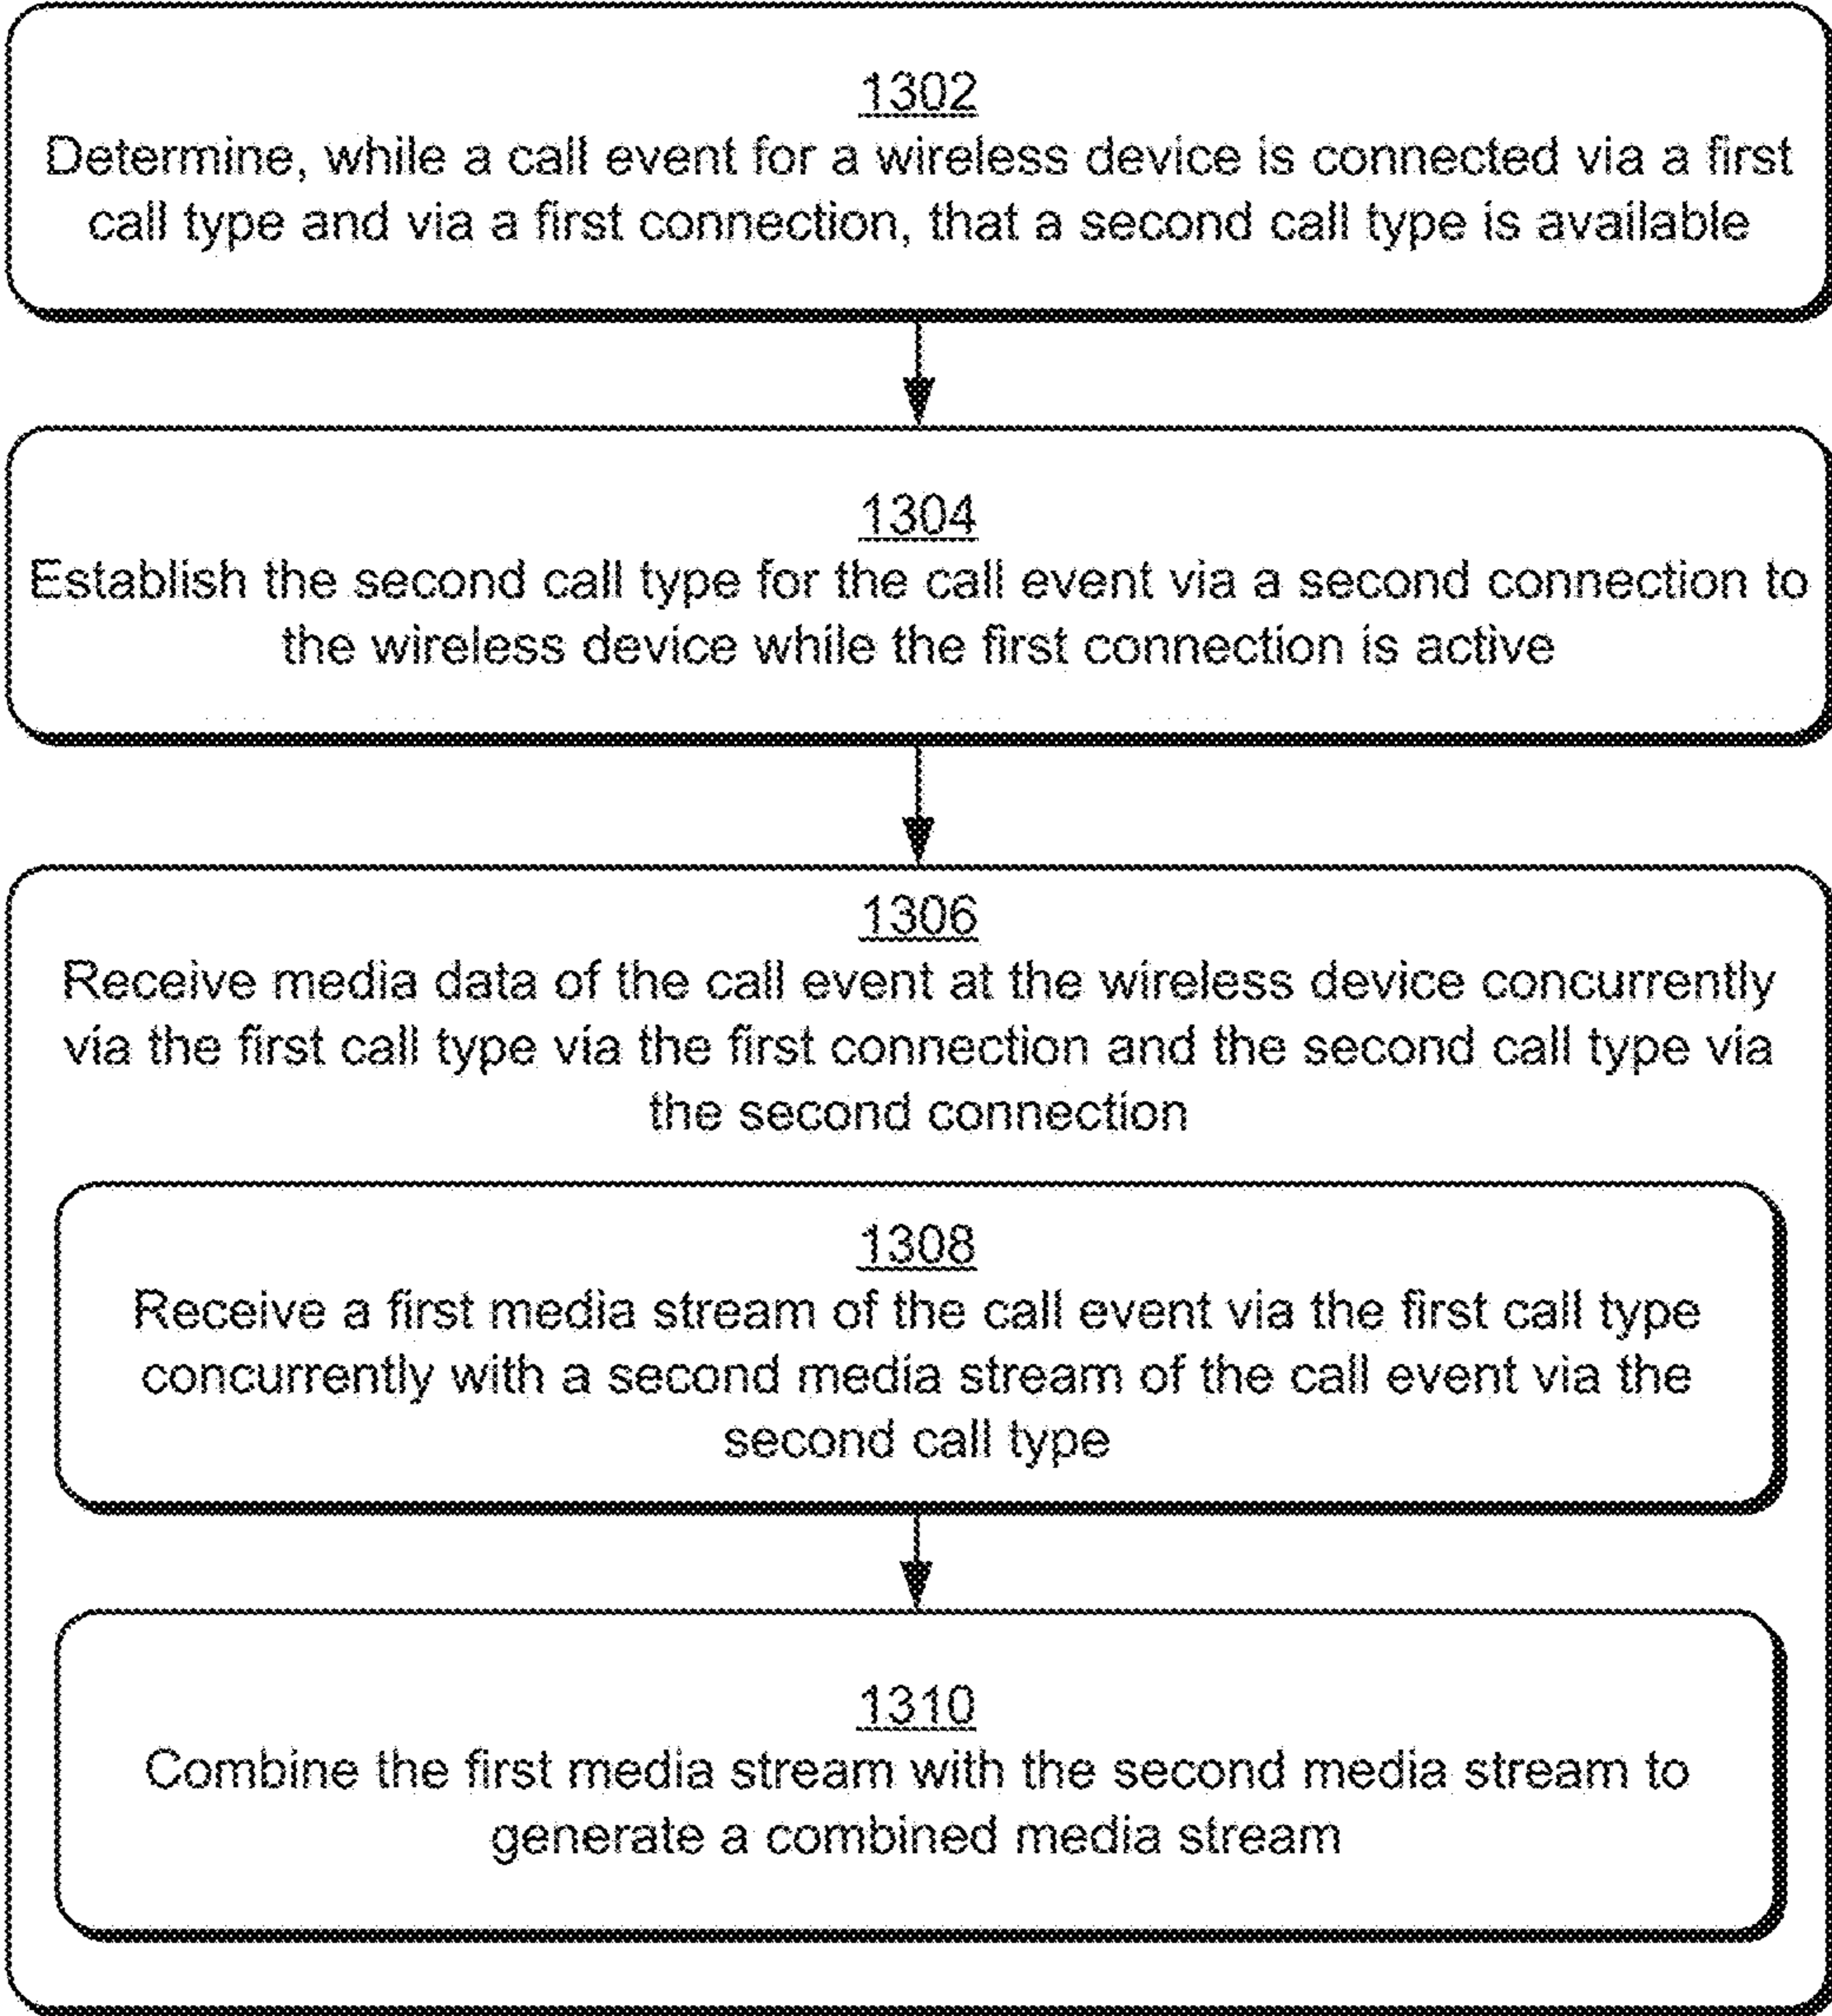 1302
Determine, while a call event for a wireless device is connected via a first
call type and via a first connection, that a second call type is available
1304
Establish the second call type for the call event via a second connection to
the wireless device while the first connection is active
1306
Receive media data of the call event at the wireless device concurrently
via the first call type via the first connection and the second call type via
the second connection
1308
Receive a first media stream of the call event via the first call type
concurrently with a second media stream of the call event via the
second call type
1310
Combine the first media stream with the second media stream to
generate a combined media stream